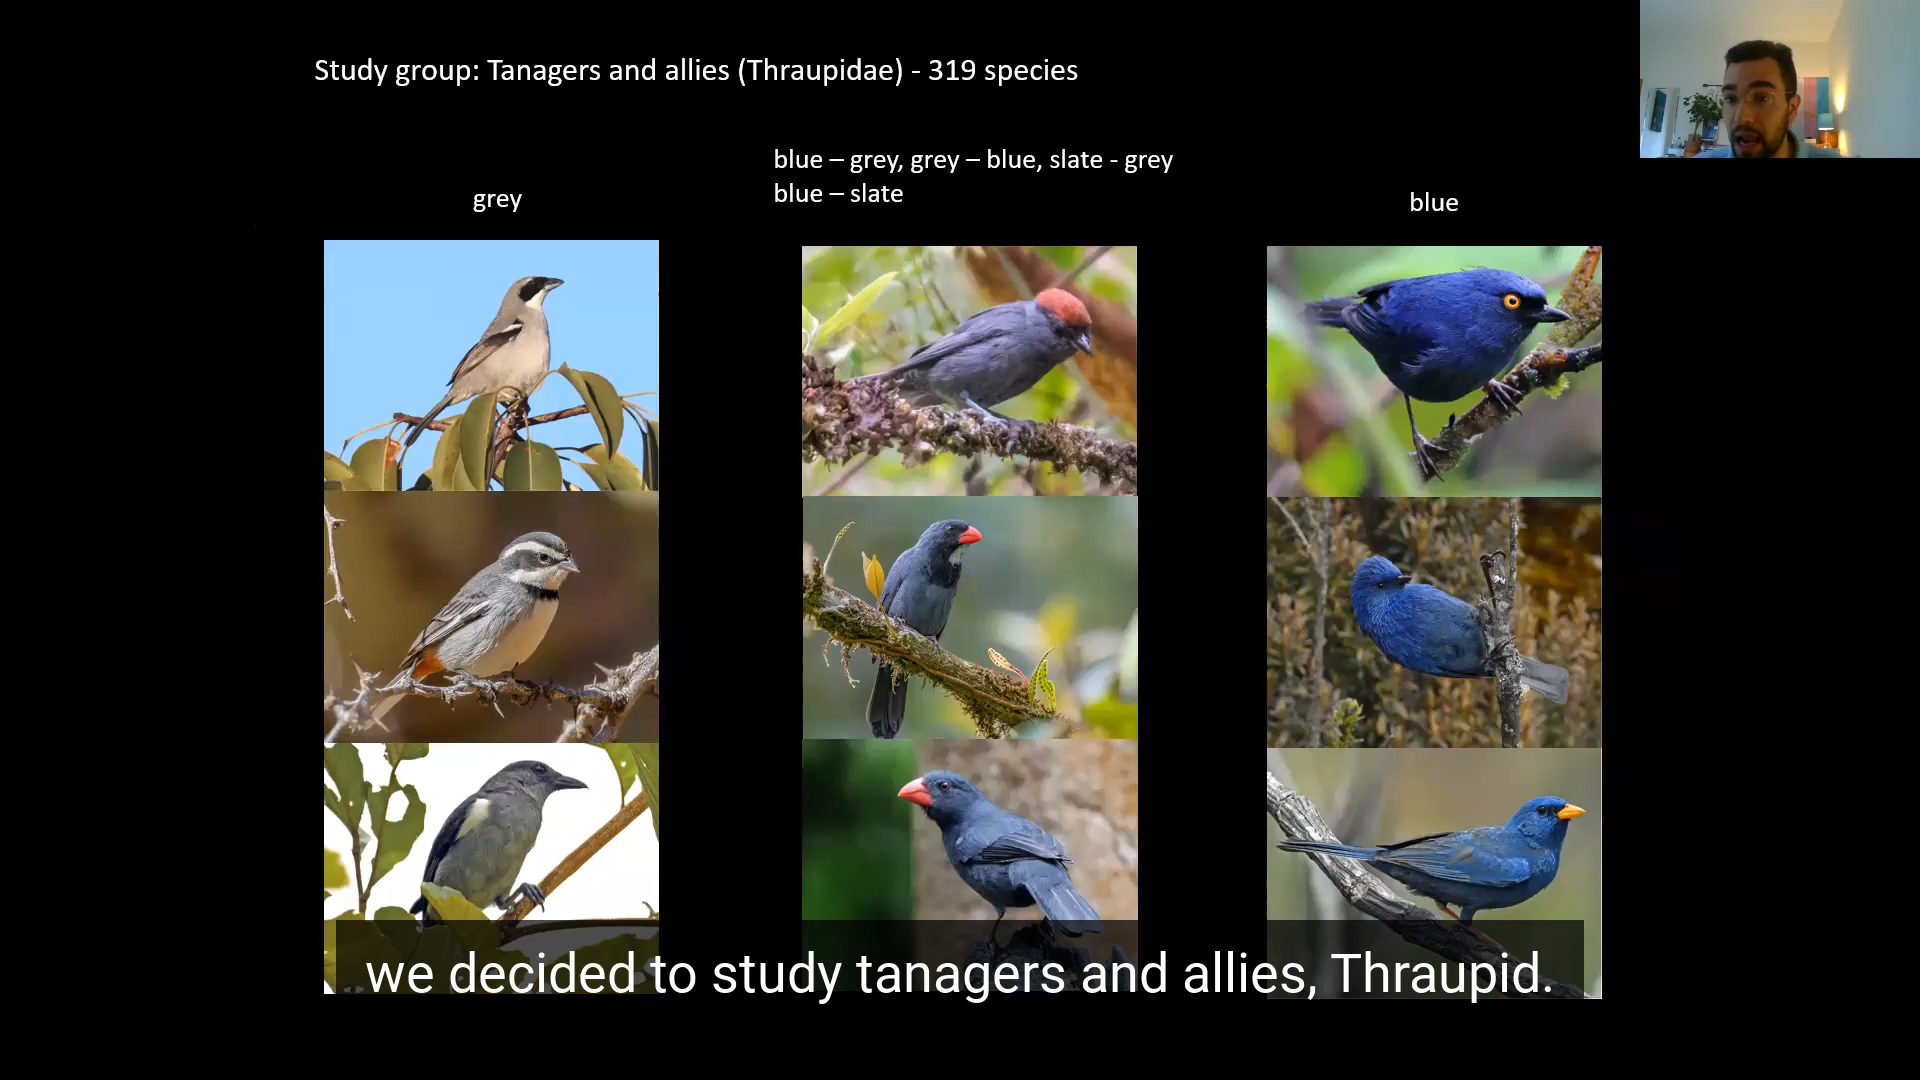 Study group: Tanagers and allies (Thraupidae) - 319 species
blue – grey, grey – blue, slate - grey
blue – slate
grey
blue
we decided to study tanagers and allies, Thraupid.